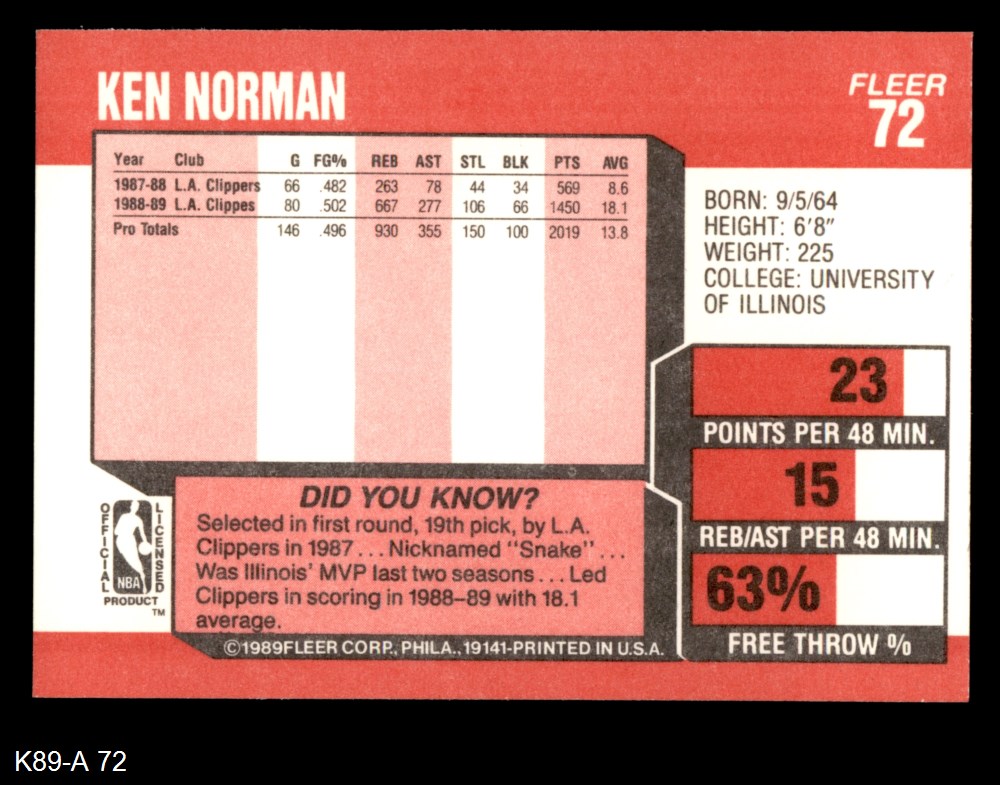 KEN NORMAN
FLEER
72
Year Club G FG% REB AST STL BLK PTS AVG
1987-88 L.A. Clippers 66 .482 263 78 44 34 569 8.6
1988-89 L.A. Clippes 80 .502 667 277 106 66 1450 18.1
Pro Totals 146 .496 930 355 150 100 2019 13.8
BORN: 9/5/64
HEIGHT: 6'8"
WEIGHT: 225
COLLEGE: UNIVERSITY
OF ILLINOIS
23
POINTS PER 48 MIN.
15
REB/AST PER 48 MIN.
63%
FREE THROW %
OFFICIAL
LICENSED
NBA
PRODUCT
TM
DID YOU KNOW?
Selected in first round, 19th pick, by L.A.
Clippers in 1987... Nicknamed "Snake"...
Was Illinois' MVP last two seasons... Led
Clippers in scoring in 1988–89 with 18.1
average.
©1989FLEER CORP., PHILA., 19141-PRINTED IN U.S.A.
K89-A 72